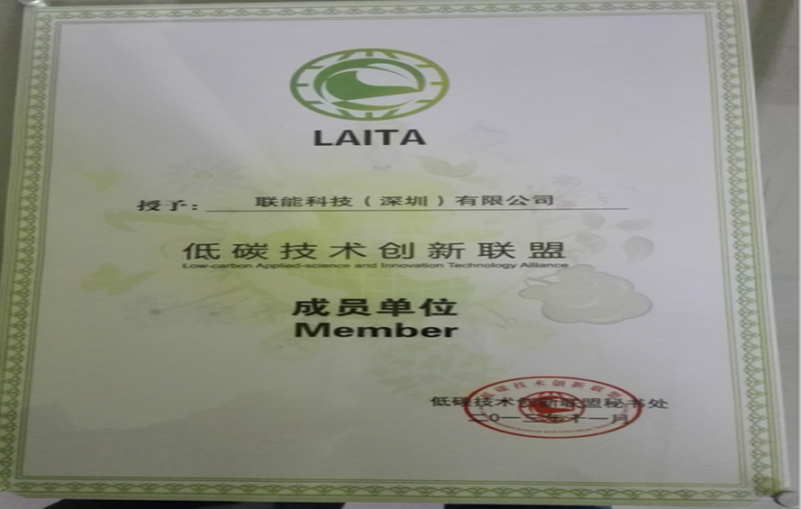 LAITA
授予： 联能科技（深圳）有限公司
低碳技术创新联盟
Low-carbon Applied-science and Innovation Technology Alliance
成员单位
Member
低碳技术创新联盟秘书处